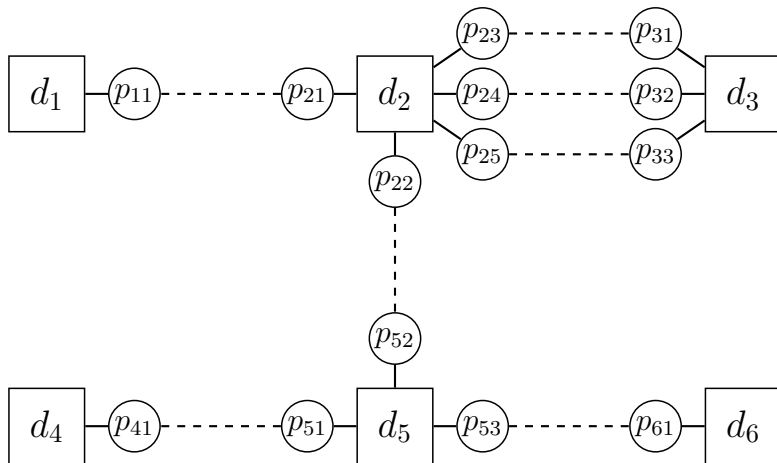 p₂₃ p₃₁
d₁ p₁₁ p₂₁ d₂ p₂₄ p₃₂ d₃
p₂₅ p₃₃
p₂₂
p₅₂
d₄ p₄₁ p₅₁ d₅ p₅₃ p₆₁ d₆